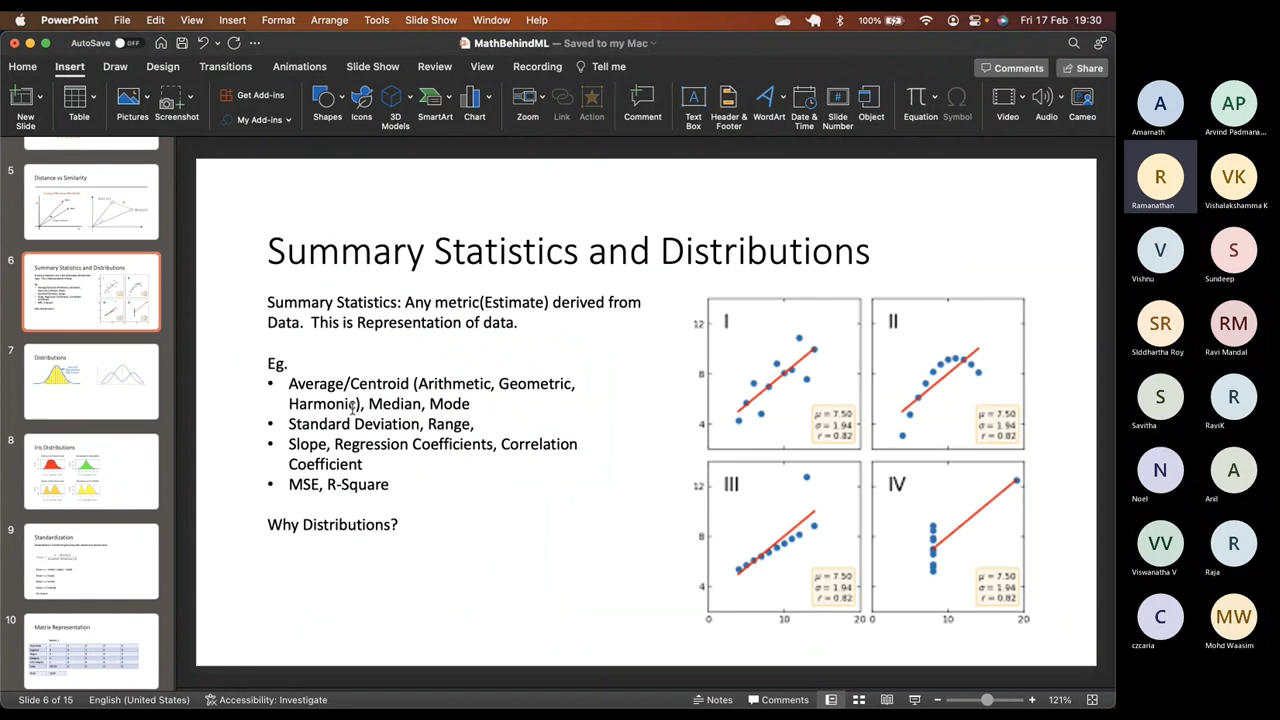 PowerPoint File Edit View Insert Format Arrange Tools Slide Show Window Help 100% Fri 17 Feb 19:30
AutoSave OFF MathBehindML — Saved to my Mac
Home Insert Draw Design Transitions Animations Slide Show Review View Recording Tell me Comments Share
New Slide
Table
Pictures
Screenshot
Get Add-ins
My Add-ins
Shapes
Icons
3D Models
SmartArt
Chart
Zoom
Link
Action
Comment
Text Box
Header & Footer
WordArt
Date & Time
Slide Number
Object
Equation
Symbol
Video
Audio
Cameo
5
Distance vs Similarity
6
Summary Statistics and Distributions
7
Distributions
8
Iris Distributions
9
Standardization
10
Matrix Representation
Summary Statistics and Distributions
Summary Statistics: Any metric(Estimate) derived from
Data. This is Representation of data.
Eg.
• Average/Centroid (Arithmetic, Geometric,
Harmonic), Median, Mode
• Standard Deviation, Range,
• Slope, Regression Coefficients, Correlation
Coefficient
• MSE, R-Square
Why Distributions?
I
12
8
4
μ = 7.50
σ = 1.94
r = 0.82
II
μ = 7.50
σ = 1.94
r = 0.82
III
12
8
4
0 10 20
μ = 7.50
σ = 1.94
r = 0.82
IV
0 10 20
μ = 7.50
σ = 1.94
r = 0.82
Slide 6 of 15 English (United States) Accessibility: Investigate Notes Comments 121%
A AP
Amarnath Arvind Padmana...
R VK
Ramanathan Vishalakshamma K
V S
Vishnu Sundeep
SR RM
Siddhartha Roy Ravi Mandal
S R
Savitha RaviK
N A
Noel Anil
VV R
Viswanatha V Raja
C MW
czcaria Mohd Waasim